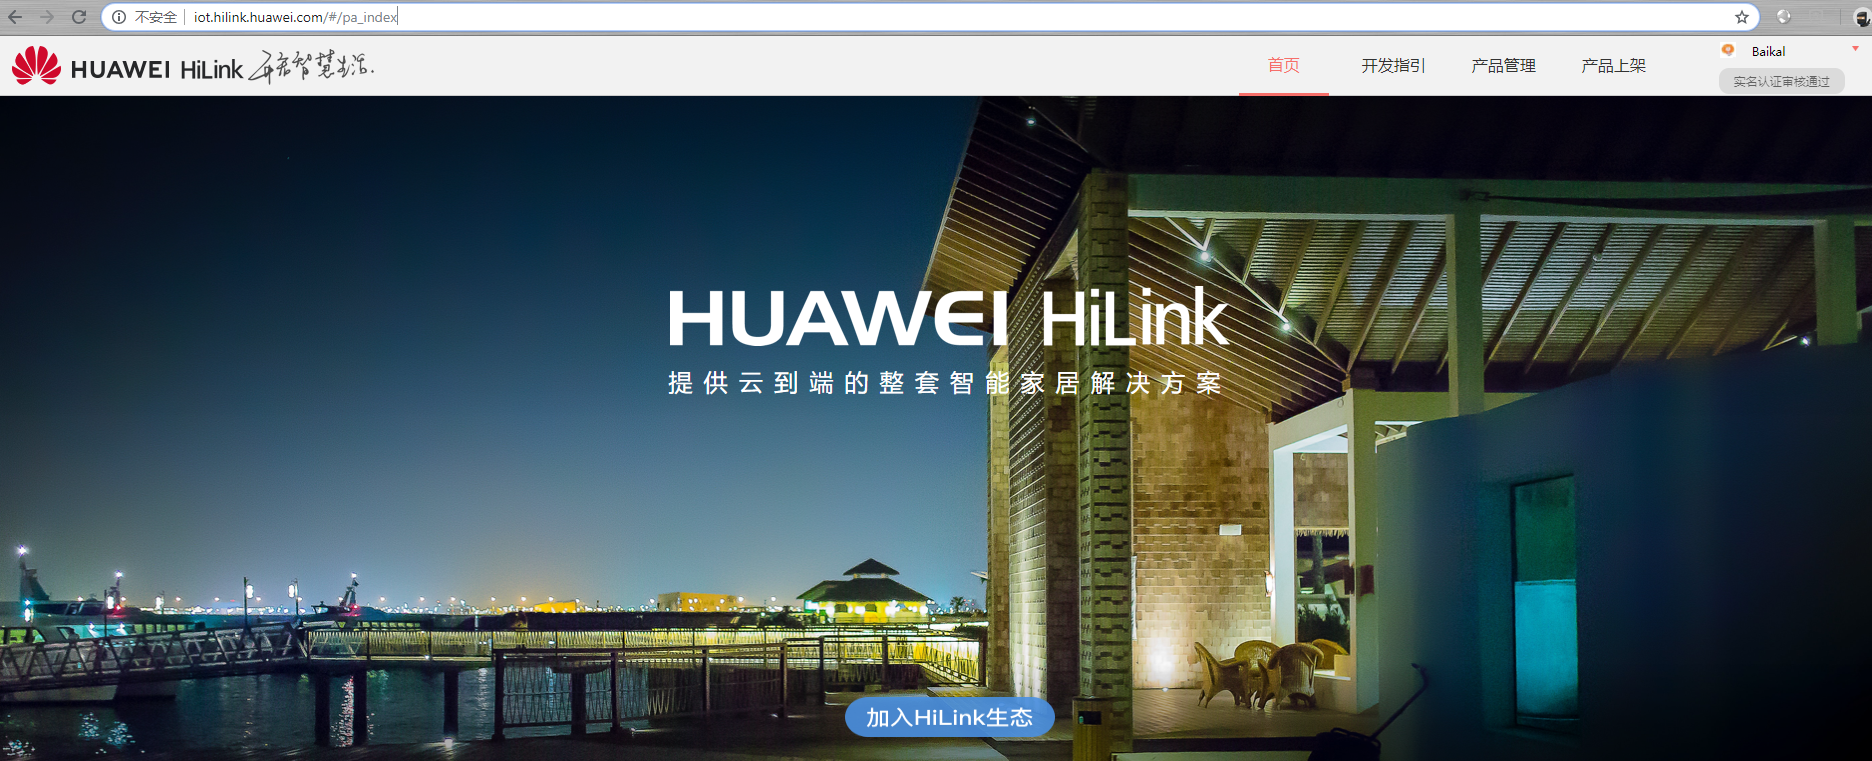 不安全 iot.hilink.huawei.com/#/pa_index
HUAWEI HiLink 开启智慧生活.
首页 开发指引 产品管理 产品上架
Baikal
实名认证审核通过
HUAWEI HiLink
提供云到端的整套智能家居解决方案
加入HiLink生态